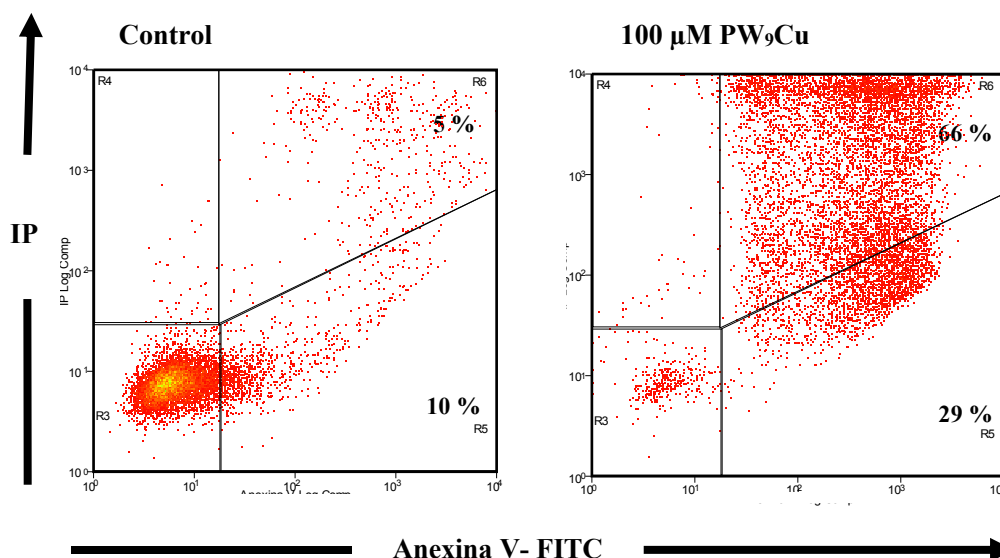 Control
100 µM PW₉Cu
IP
IP Log Comp
10⁴
10³
10²
10¹
10⁰
R4
R6
5 %
R3
10 %
R5
10⁰ 10¹ 10² 10³ 10⁴
Anexina V Log Comp
10⁴
10³
10²
10¹
10⁰
R4
R6
66 %
R3
29 %
R5
10⁰ 10¹ 10² 10³
Anexina V- FITC